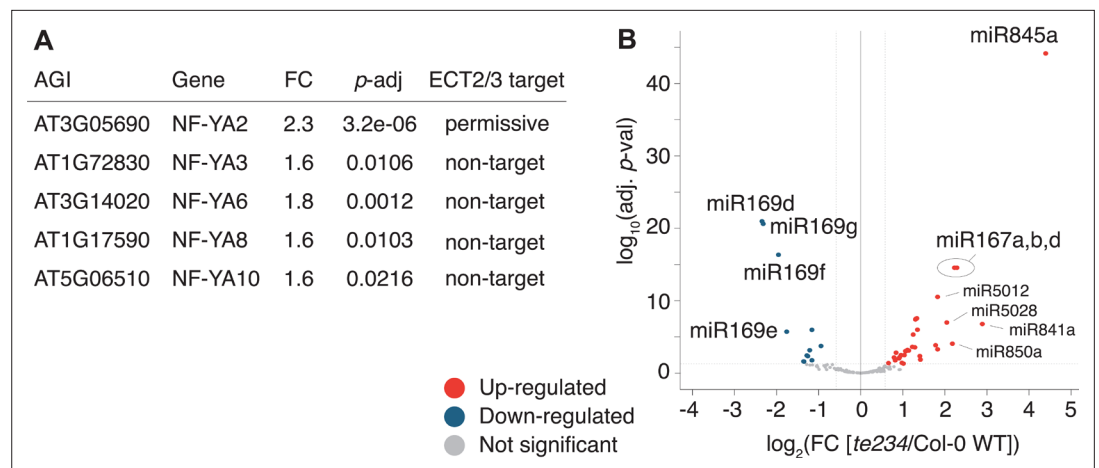 A
AGI Gene FC p-adj ECT2/3 target
AT3G05690 NF-YA2 2.3 3.2e-06 permissive
AT1G72830 NF-YA3 1.6 0.0106 non-target
AT3G14020 NF-YA6 1.8 0.0012 non-target
AT1G17590 NF-YA8 1.6 0.0103 non-target
AT5G06510 NF-YA10 1.6 0.0216 non-target
Up-regulated
Down-regulated
Not significant
B
log10(adj. p-val)
40
30
20
10
0
miR845a
miR169d
miR169g
miR169f
miR169e
miR167a,b,d
miR5012
miR5028
miR841a
miR850a
-4 -3 -2 -1 0 1 2 3 4 5
log2(FC [te234/Col-0 WT])